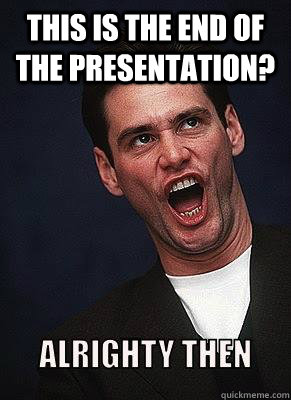 THIS IS THE END OF
THE PRESENTATION?
ALRIGHTY THEN
quickmeme.com